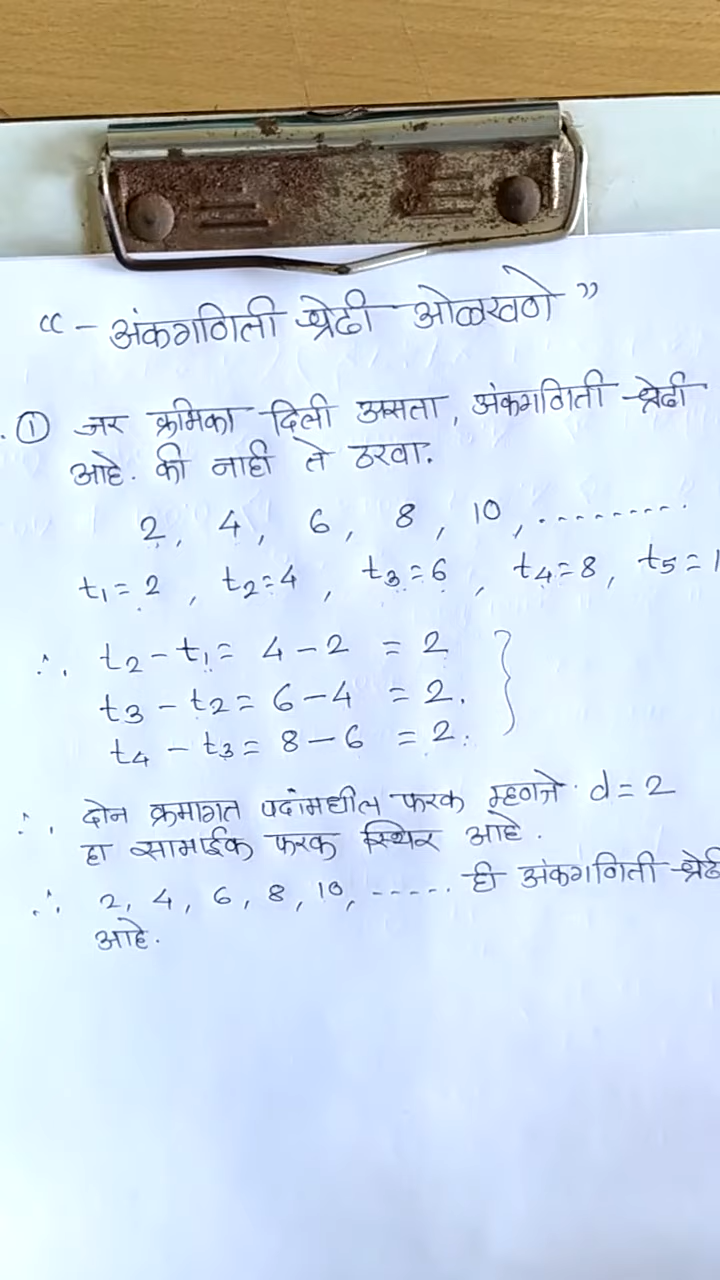 “ - अंकगणिती श्रेढी ओळखणे ”
. ① जर क्रमिका दिली असता, अंकगणिती श्रेढी
आहे. की नाही ते ठरवा.
2, 4, 6, 8, 10, ........
t₁= 2 , t₂=4 , t₃=6 , t₄=8, t₅=1
∴ t₂-t₁= 4-2 = 2
t₃ - t₂= 6-4 = 2.
t₄ - t₃= 8-6 = 2.
∴ दोन क्रमागत पदांमधील फरक म्हणजे. d=2
हा सामाईक फरक स्थिर आहे.
∴ 2, 4, 6, 8, 10, ----- ही अंकगणिती श्रेढी
आहे.